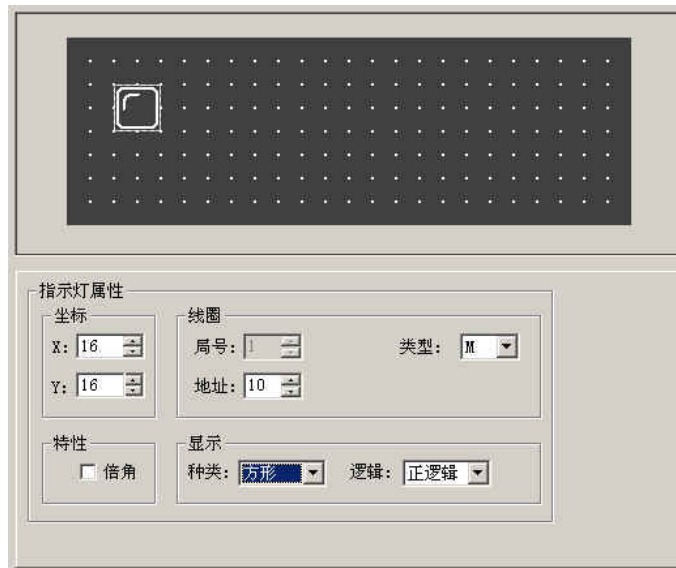 指示灯属性
坐标 线圈
X: 16 局号: 1 类型: M
Y: 16 地址: 10
特性 显示
倍角 种类: 方形 逻辑: 正逻辑